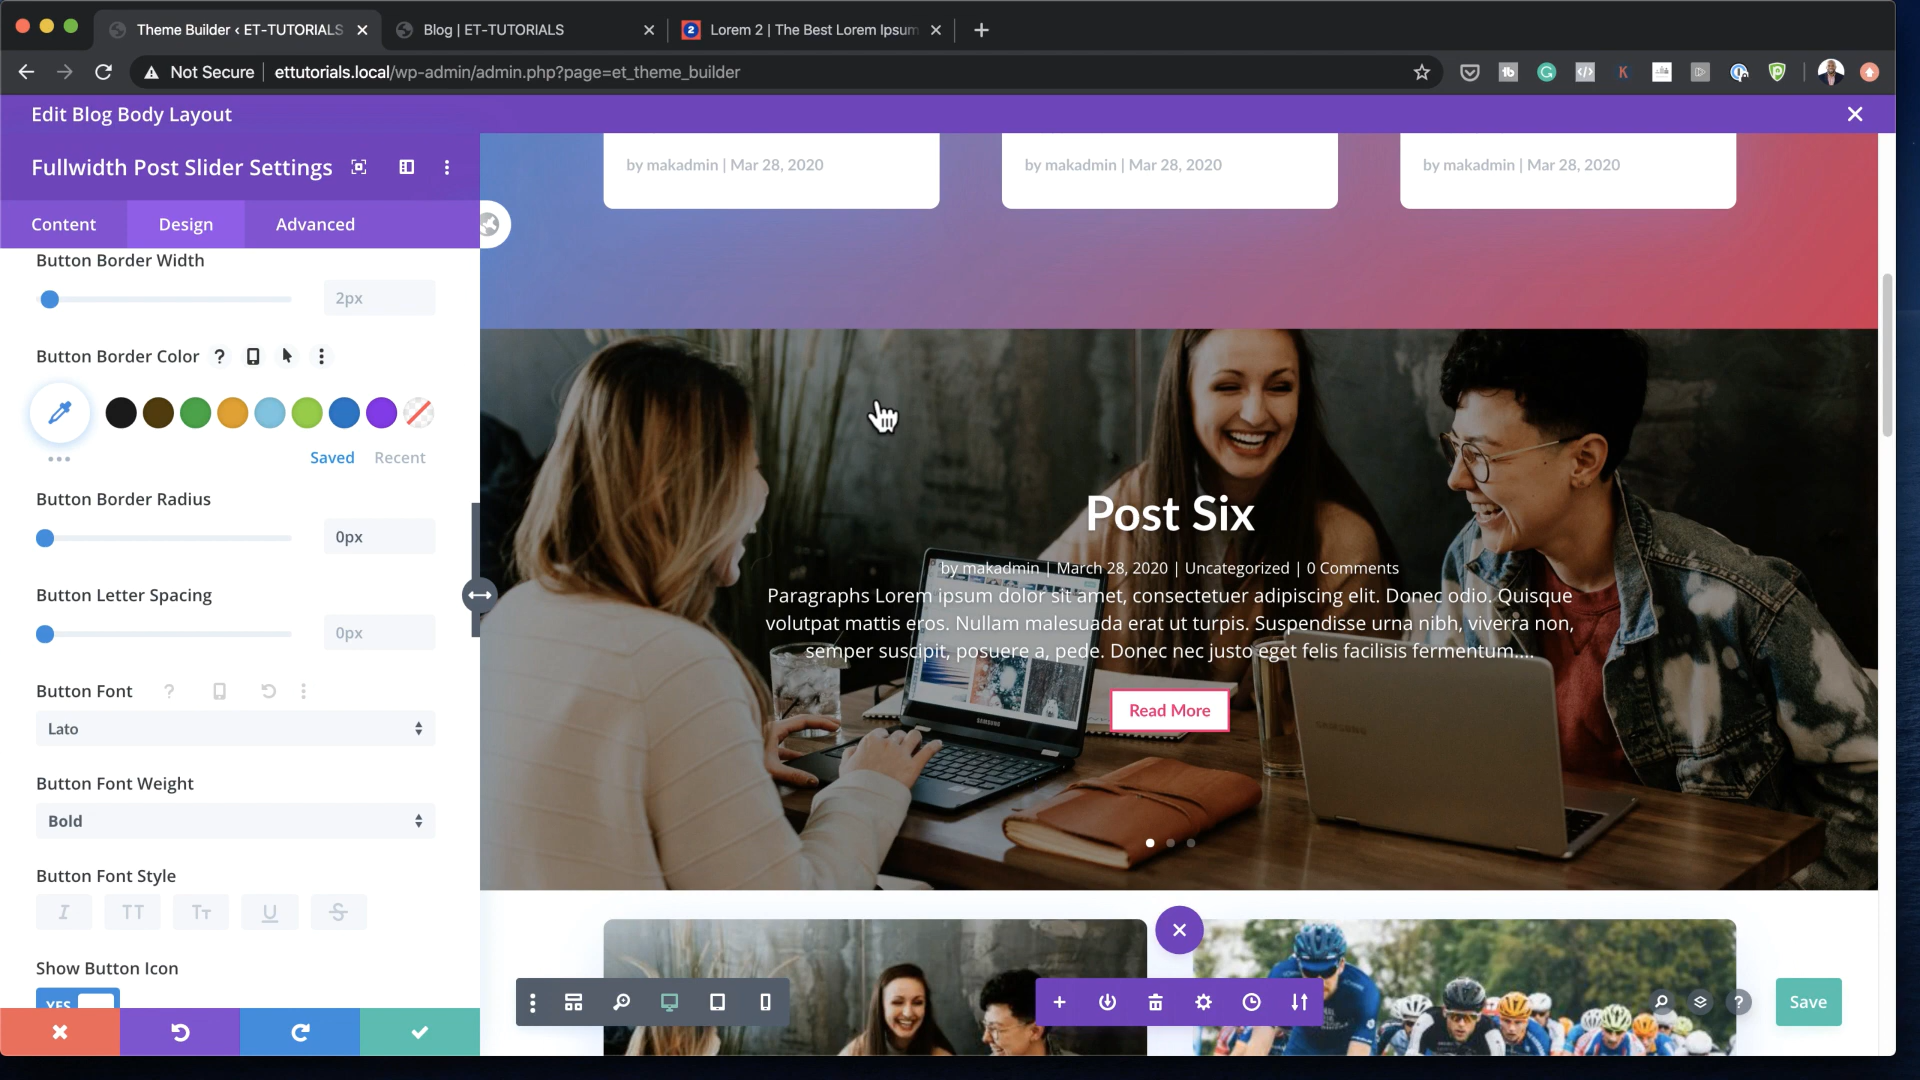 Theme Builder ‹ ET-TUTORIALS
Blog | ET-TUTORIALS
Lorem 2 | The Best Lorem Ipsum
Not Secure
ettutorials.local/wp-admin/admin.php?page=et_theme_builder
Edit Blog Body Layout
Fullwidth Post Slider Settings
Content
Design
Advanced
by makadmin | Mar 28, 2020
by makadmin | Mar 28, 2020
by makadmin | Mar 28, 2020
Button Border Width
2px
Button Border Color
Saved
Recent
Button Border Radius
0px
Button Letter Spacing
0px
Button Font
Lato
Button Font Weight
Bold
Button Font Style
Show Button Icon
YES
Post Six
by makadmin | March 28, 2020 | Uncategorized | 0 Comments
Paragraphs Lorem ipsum dolor sit amet, consectetuer adipiscing elit. Donec odio. Quisque
volutpat mattis eros. Nullam malesuada erat ut turpis. Suspendisse urna nibh, viverra non,
semper suscipit, posuere a, pede. Donec nec justo eget felis facilisis fermentum....
Read More
SAMSUNG
Save